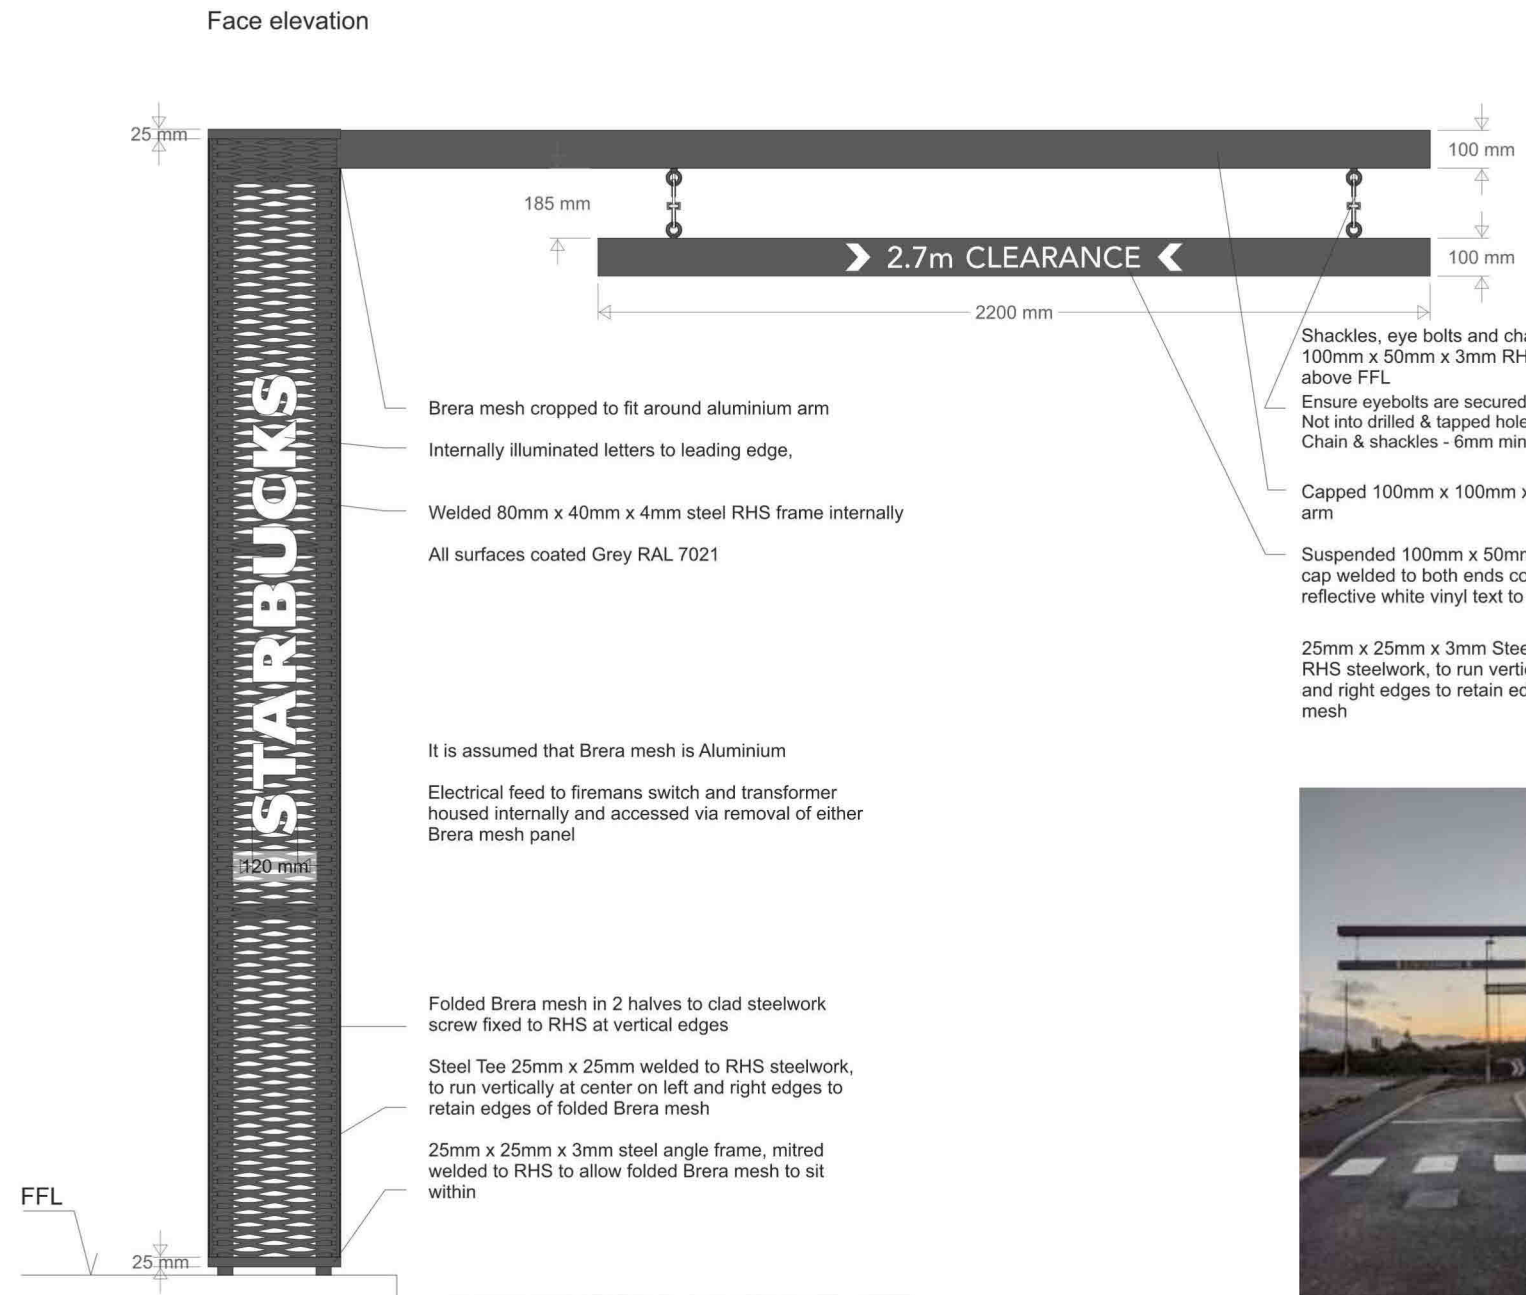 Face elevation
25 mm
100 mm
185 mm
2.7m CLEARANCE
100 mm
2200 mm
STARBUCKS
120 mm
Brera mesh cropped to fit around aluminium arm
Internally illuminated letters to leading edge,
Welded 80mm x 40mm x 4mm steel RHS frame internally
All surfaces coated Grey RAL 7021
It is assumed that Brera mesh is Aluminium
Electrical feed to firemans switch and transformer
housed internally and accessed via removal of either
Brera mesh panel
Folded Brera mesh in 2 halves to clad steelwork
screw fixed to RHS at vertical edges
Steel Tee 25mm x 25mm welded to RHS steelwork,
to run vertically at center on left and right edges to
retain edges of folded Brera mesh
25mm x 25mm x 3mm steel angle frame, mitred
welded to RHS to allow folded Brera mesh to sit
within
FFL
25 mm
Shackles, eye bolts and
100mm x 50mm x 3mm
above FFL
Ensure eyebolts are secured
Not into drilled & tapped
Chain & shackles - 6mm min
Capped 100mm x 100mm x
arm
Suspended 100mm x
cap welded to both ends
reflective white vinyl text to
25mm x 25mm x 3mm
RHS steelwork, to run
and right edges to retain
mesh